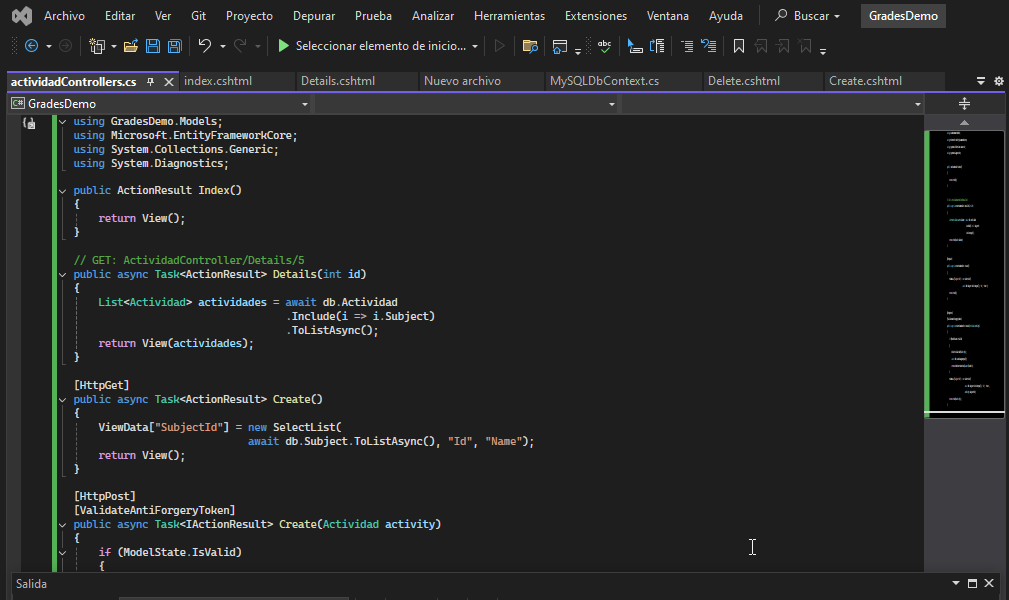 Archivo Editar Ver Git Proyecto Depurar Prueba Analizar Herramientas Extensiones Ventana Ayuda Buscar GradesDemo
Seleccionar elemento de inicio...
actividadControllers.cs index.cshtml Details.cshtml Nuevo archivo MySQLDbContext.cs Delete.cshtml Create.cshtml
C# GradesDemo
using GradesDemo.Models;
using Microsoft.EntityFrameworkCore;
using System.Collections.Generic;
using System.Diagnostics;
public ActionResult Index()
{
return View();
}
// GET: ActividadController/Details/5
public async Task<ActionResult> Details(int id)
{
List<Actividad> actividades = await db.Actividad
.Include(i => i.Subject)
.ToListAsync();
return View(actividades);
}
[HttpGet]
public async Task<ActionResult> Create()
{
ViewData["SubjectId"] = new SelectList(
await db.Subject.ToListAsync(), "Id", "Name");
return View();
}
[HttpPost]
[ValidateAntiForgeryToken]
public async Task<IActionResult> Create(Actividad activity)
{
if (ModelState.IsValid)
{
Salida